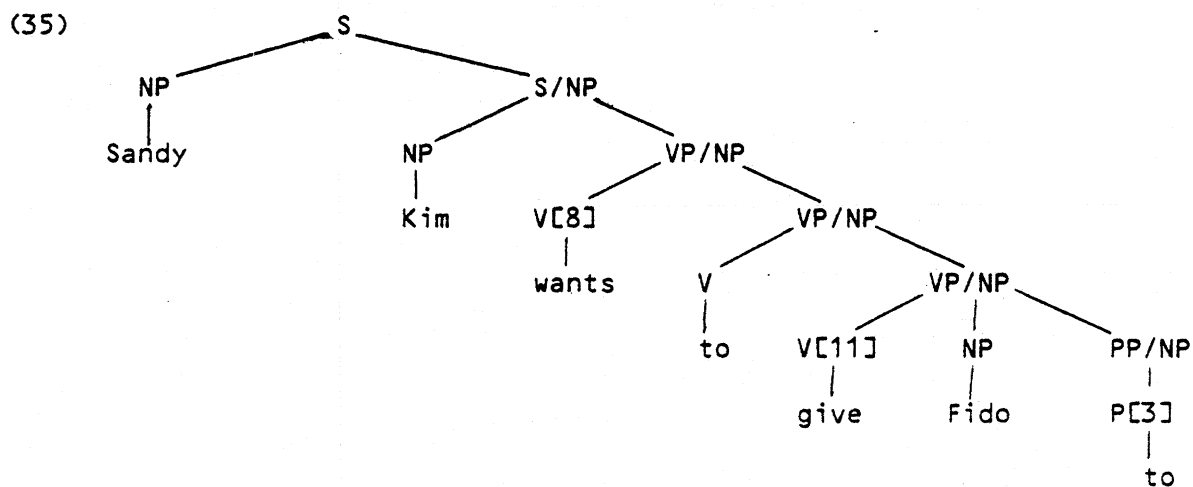 (35) S
NP S/NP
Sandy NP VP/NP
Kim V[8] VP/NP
wants V VP/NP
to V[11] NP PP/NP
give Fido P[3]
to